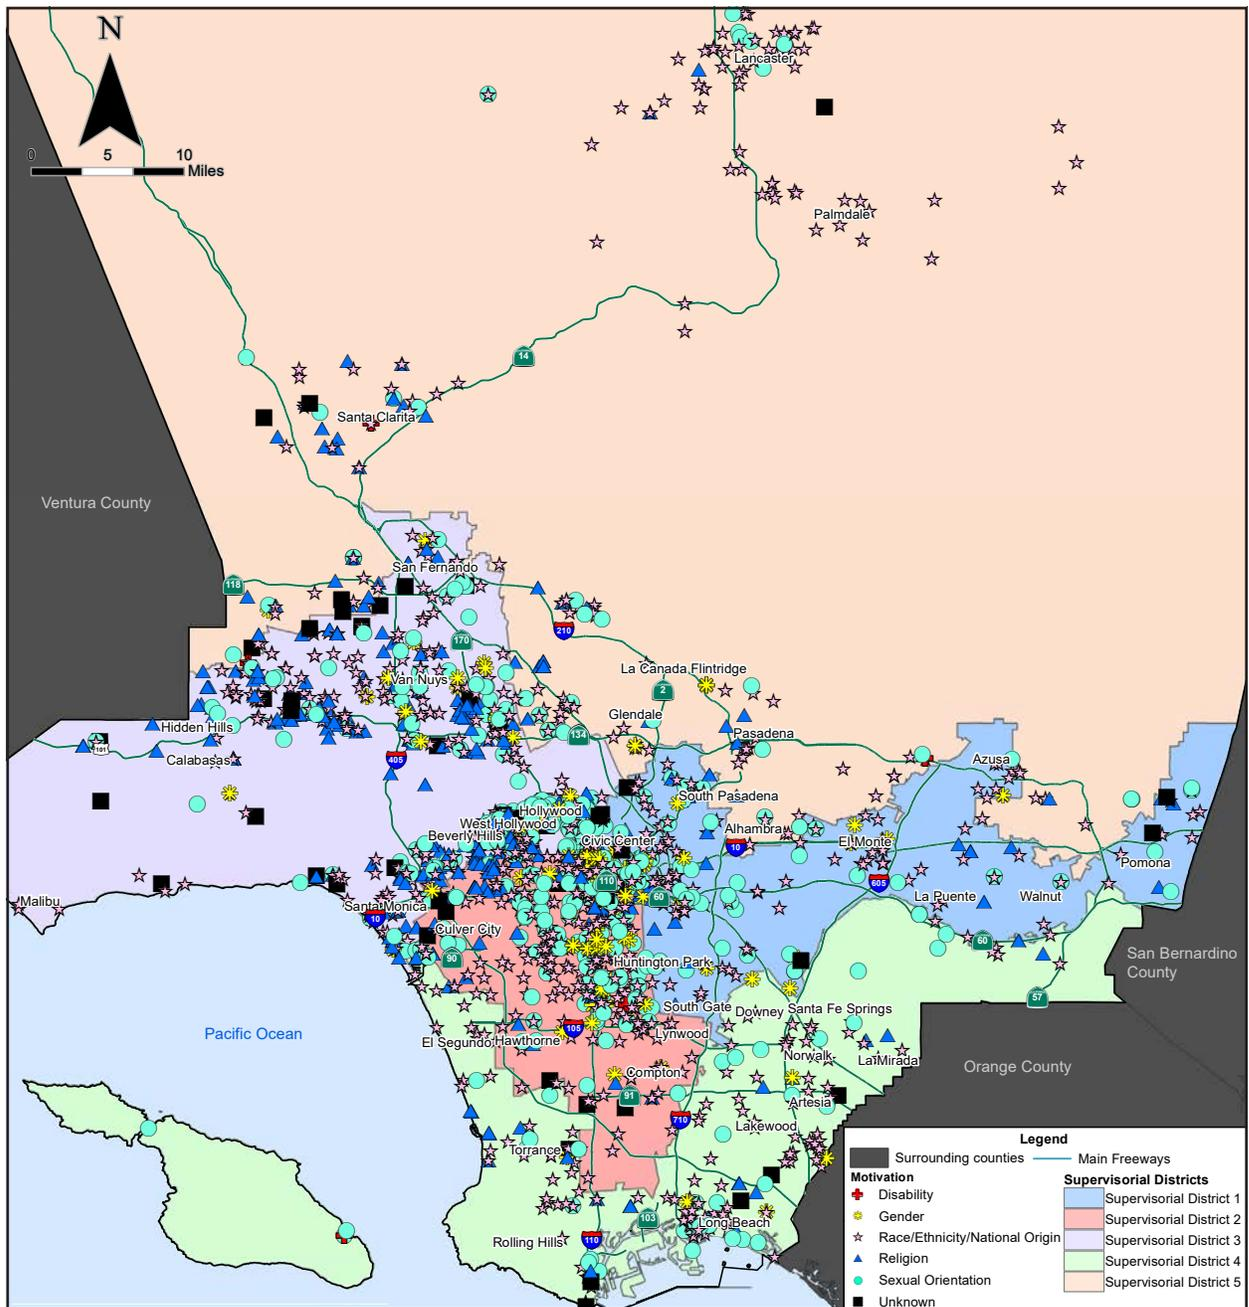 N
0 5 10
Miles
Lancaster
Palmdale
14
Santa Clarita
Ventura County
San Fernando
118
210
170
La Canada Flintridge
Van Nuys
2
Glendale
Hidden Hills
134
Pasadena
101
Calabasas
405
Azusa
South Pasadena
Hollywood
West Hollywood
Beverly Hills
Alhambra
Civic Center
El Monte
10
Pomona
110
605
Malibu
Santa Monica
60
La Puente
Walnut
10
Culver City
60
San Bernardino
County
90
Huntington Park
57
South Gate
Downey
Santa Fe Springs
Pacific Ocean
105
Lynwood
El Segundo
Hawthorne
Norwalk
La Mirada
Orange County
Compton
91
Artesia
710
Lakewood
Torrance
103
Long Beach
Rolling Hills
110
Legend
Surrounding counties
Main Freeways
Motivation
Disability
Gender
Race/Ethnicity/National Origin
Religion
Sexual Orientation
Unknown
Supervisorial Districts
Supervisorial District 1
Supervisorial District 2
Supervisorial District 3
Supervisorial District 4
Supervisorial District 5